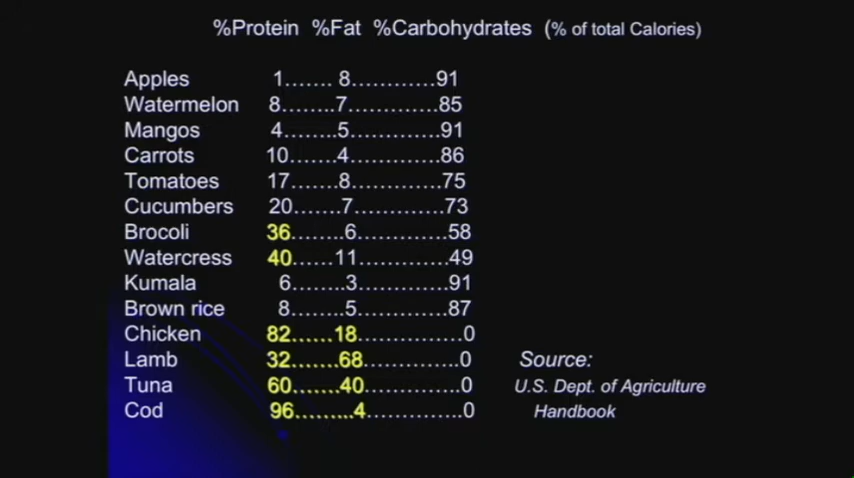 %Protein %Fat %Carbohydrates (% of total Calories)
Apples 1....... 8............91
Watermelon 8........7.............85
Mangos 4........5.............91
Carrots 10.......4.............86
Tomatoes 17.......8.............75
Cucumbers 20.......7.............73
Brocoli 36........6.............58
Watercress 40......11.............49
Kumala 6........3.............91
Brown rice 8........5.............87
Chicken 82......18...............0
Lamb 32.......68..............0
Tuna 60.......40..............0
Cod 96.........4..............0
Source:
U.S. Dept. of Agriculture
Handbook